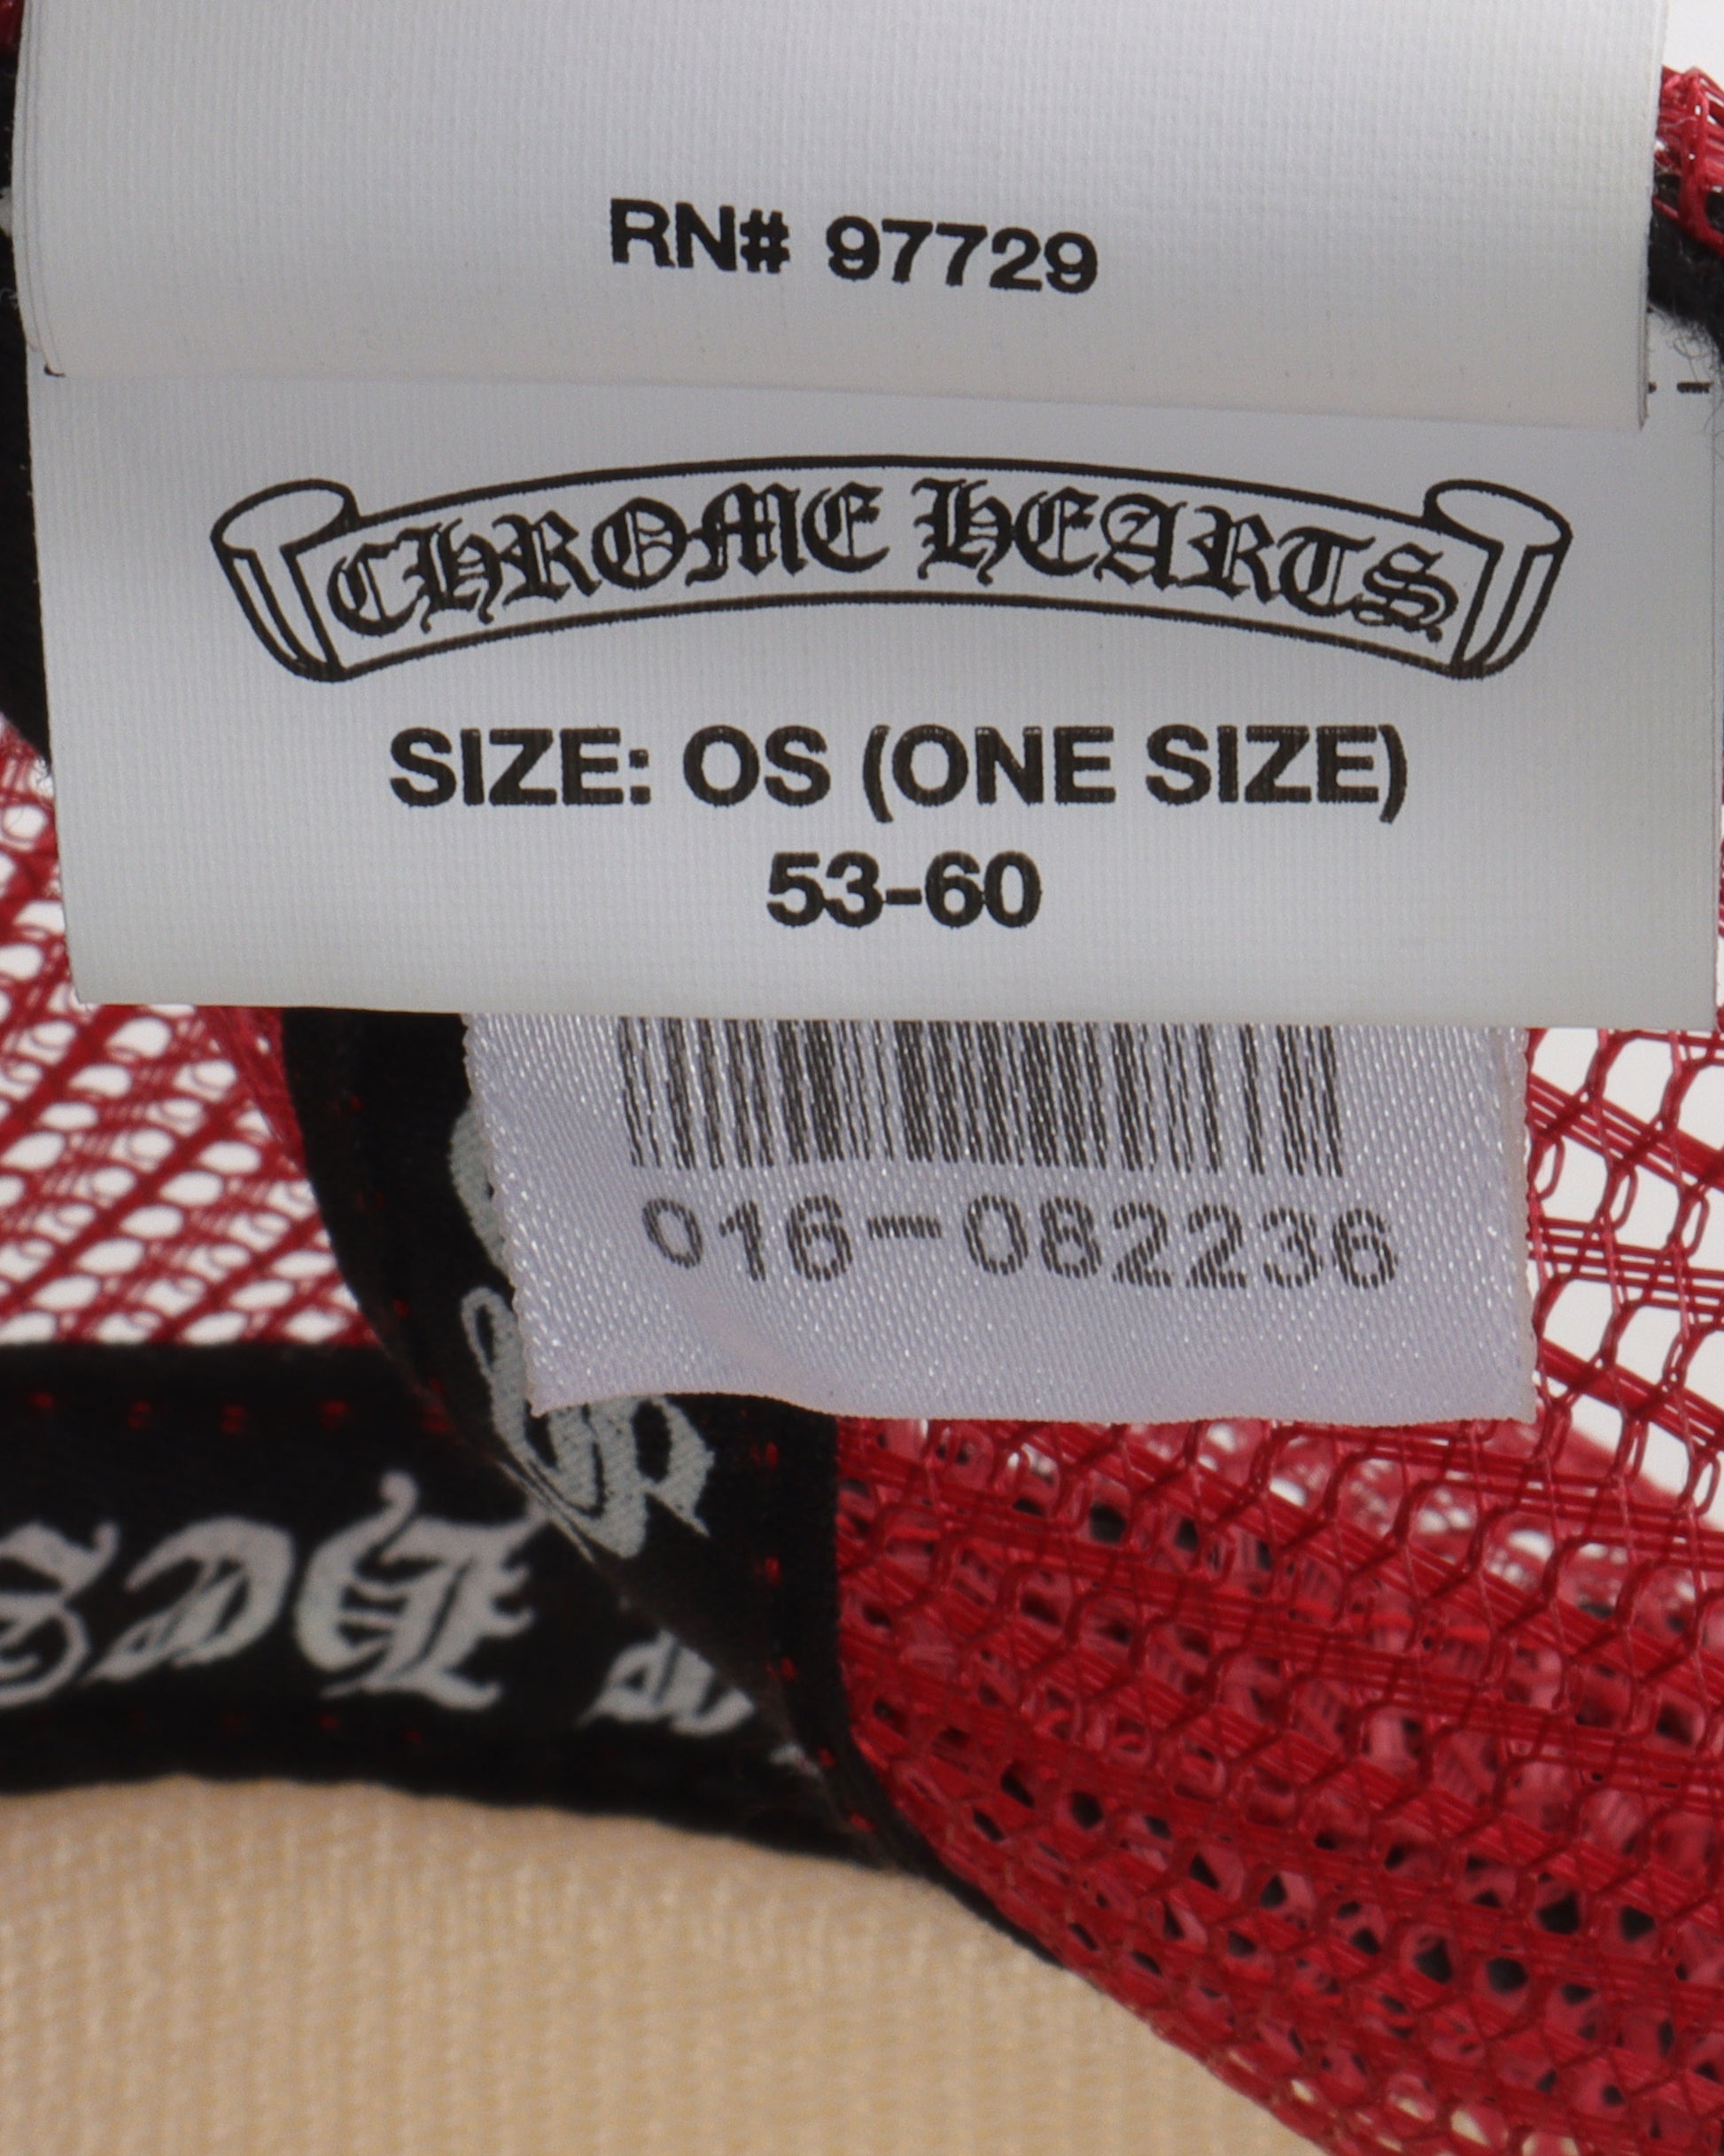 RN# 97729
CHROME HEARTS
SIZE: OS (ONE SIZE)
53-60
016-082236